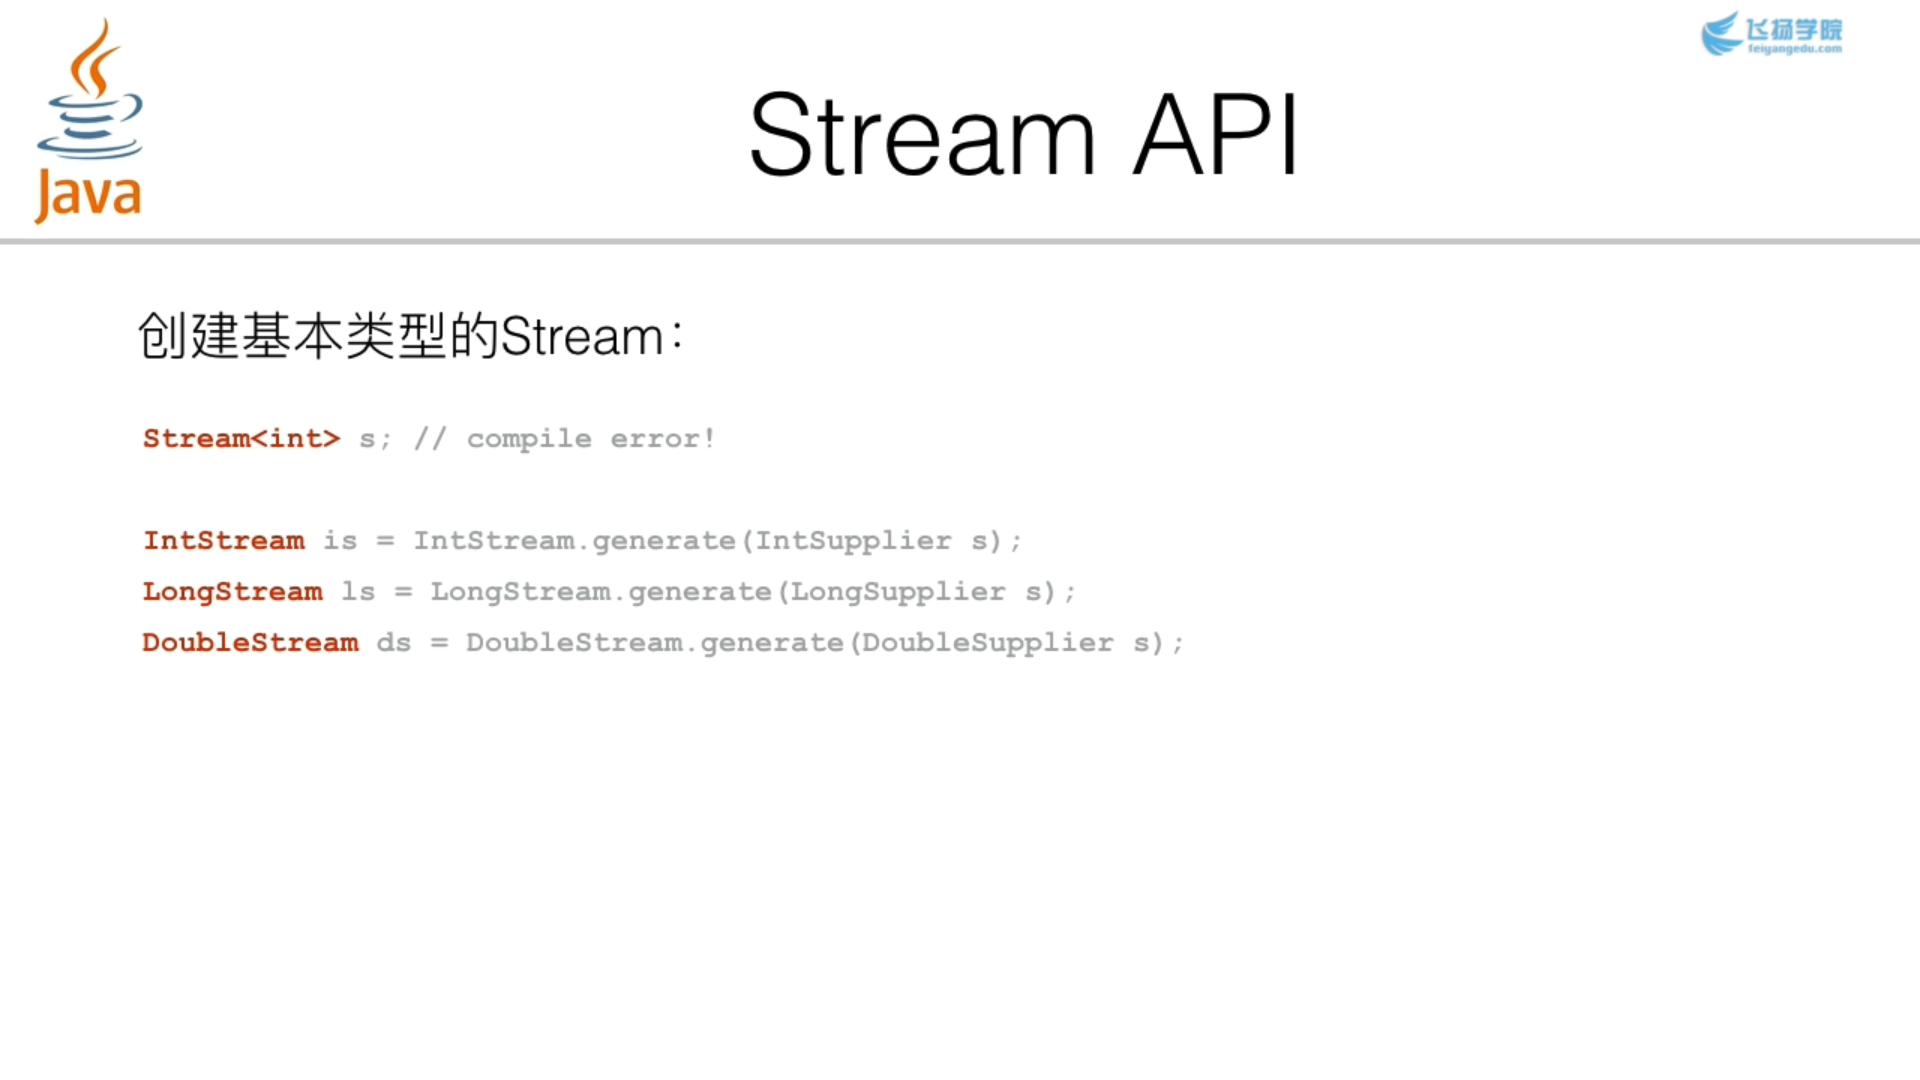 飞扬学院
feiyangedu.com
Java
Stream API
创建基本类型的Stream：
Stream<int> s; // compile error!
IntStream is = IntStream.generate(IntSupplier s);
LongStream ls = LongStream.generate(LongSupplier s);
DoubleStream ds = DoubleStream.generate(DoubleSupplier s);